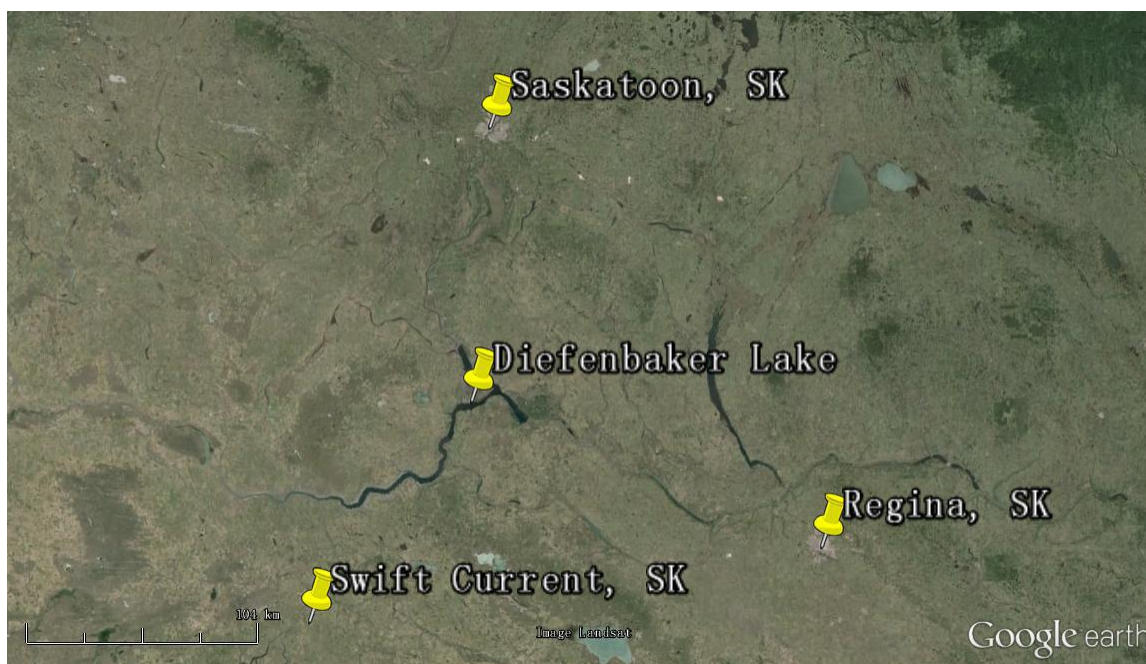 Saskatoon, SK
Diefenbaker Lake
Regina, SK
Swift Current, SK
104 km
Image Landsat
Google earth